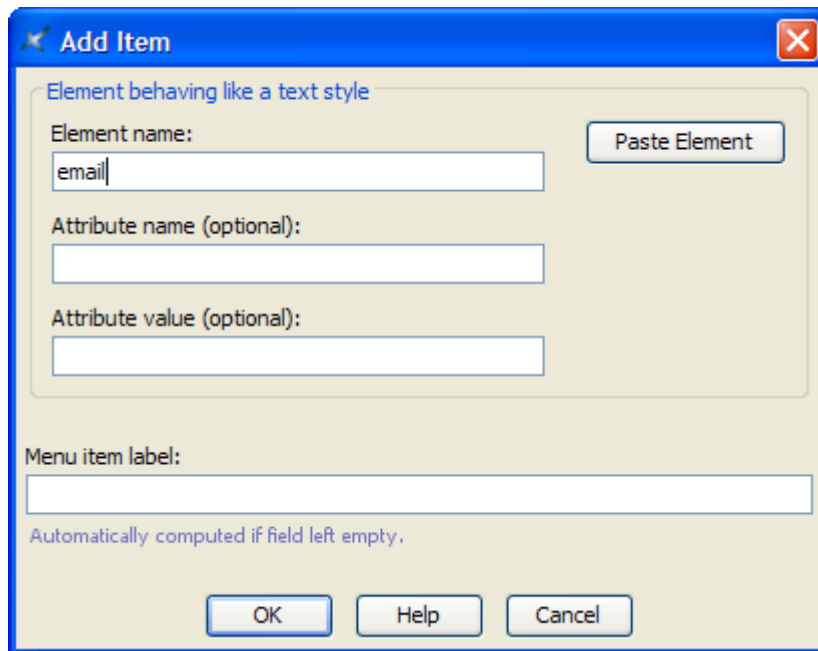 Add Item
Element behaving like a text style
Element name:
Paste Element
email
Attribute name (optional):
Attribute value (optional):
Menu item label:
Automatically computed if field left empty.
OK Help Cancel